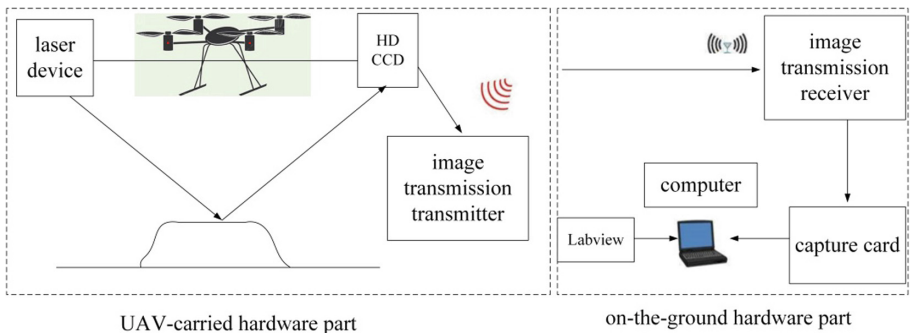 laser
device
HD
CCD
image
transmission
transmitter
UAV-carried hardware part
image
transmission
receiver
computer
Labview
capture card
on-the-ground hardware part